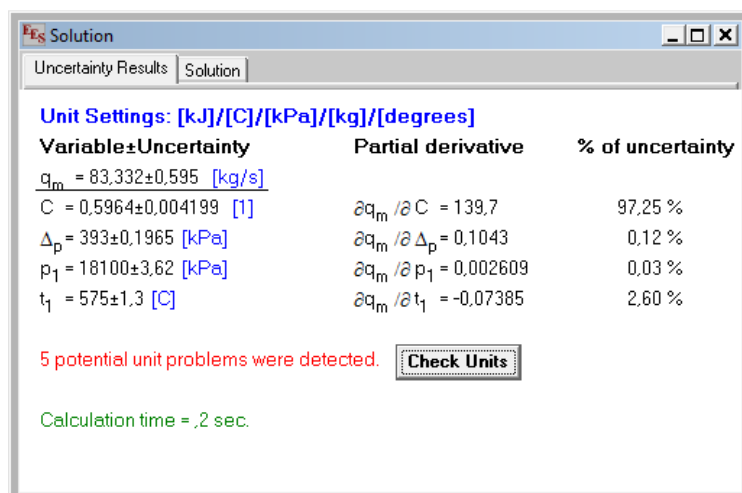 EES Solution
Uncertainty Results Solution
Unit Settings: [kJ]/[C]/[kPa]/[kg]/[degrees]
Variable±Uncertainty Partial derivative % of uncertainty
qm = 83,332±0,595 [kg/s]
C = 0,5964±0,004199 [1] ∂qm /∂ C = 139,7 97,25 %
Δp = 393±0,1965 [kPa] ∂qm /∂ Δp = 0,1043 0,12 %
p1 = 18100±3,62 [kPa] ∂qm /∂ p1 = 0,002609 0,03 %
t1 = 575±1,3 [C] ∂qm /∂ t1 = -0,07385 2,60 %
5 potential unit problems were detected. Check Units
Calculation time = ,2 sec.